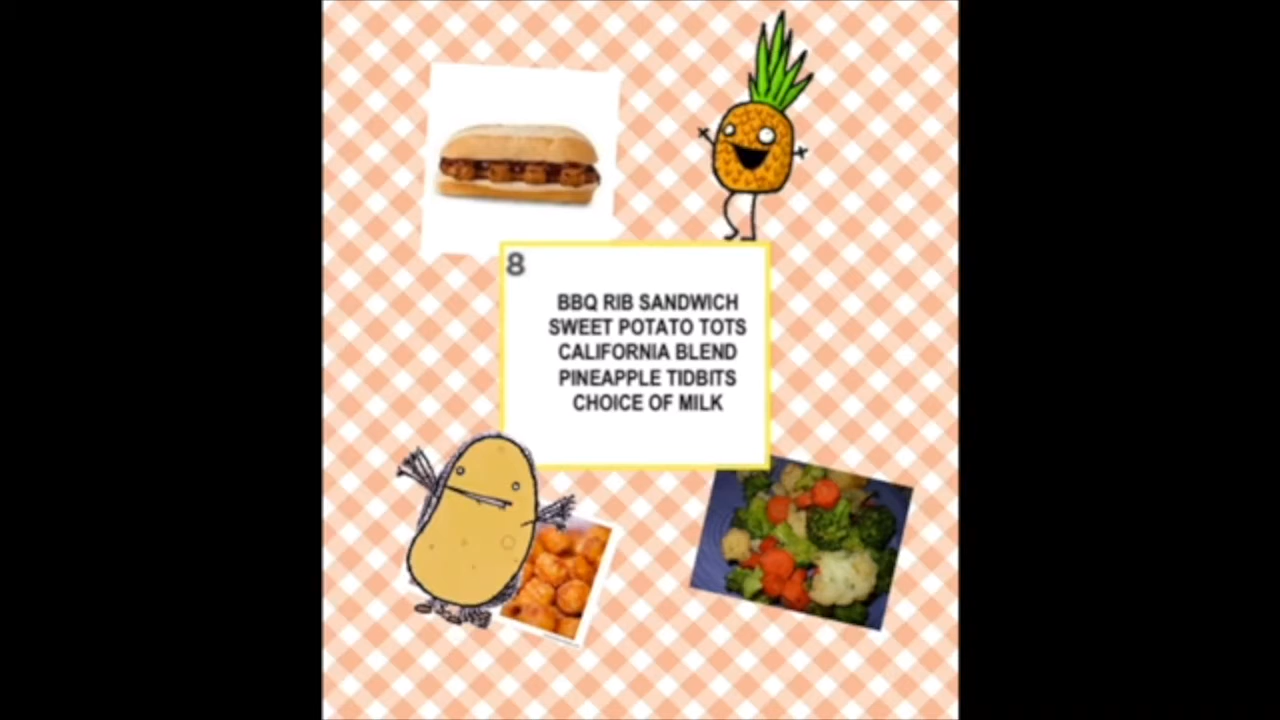 8
BBQ RIB SANDWICH
SWEET POTATO TOTS
CALIFORNIA BLEND
PINEAPPLE TIDBITS
CHOICE OF MILK